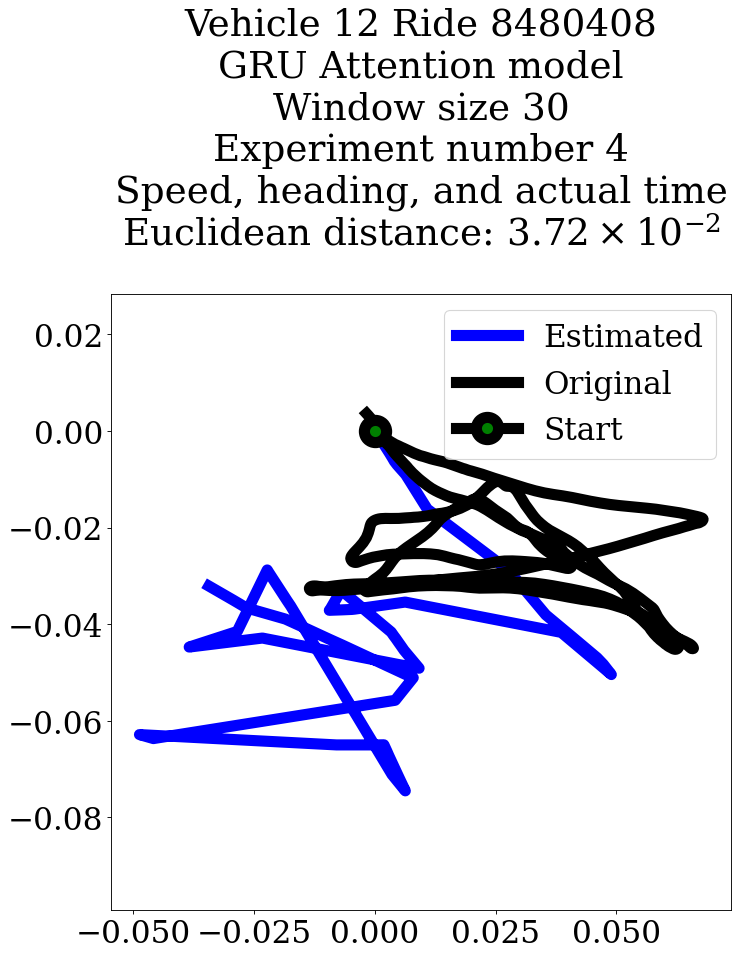 Vehicle 12 Ride 8480408
GRU Attention model
Window size 30
Experiment number 4
Speed, heading, and actual time
Euclidean distance: 3.72 × 10⁻²
Estimated
Original
Start
0.02
0.00
−0.02
−0.04
−0.06
−0.08
−0.050 −0.025 0.000 0.025 0.050